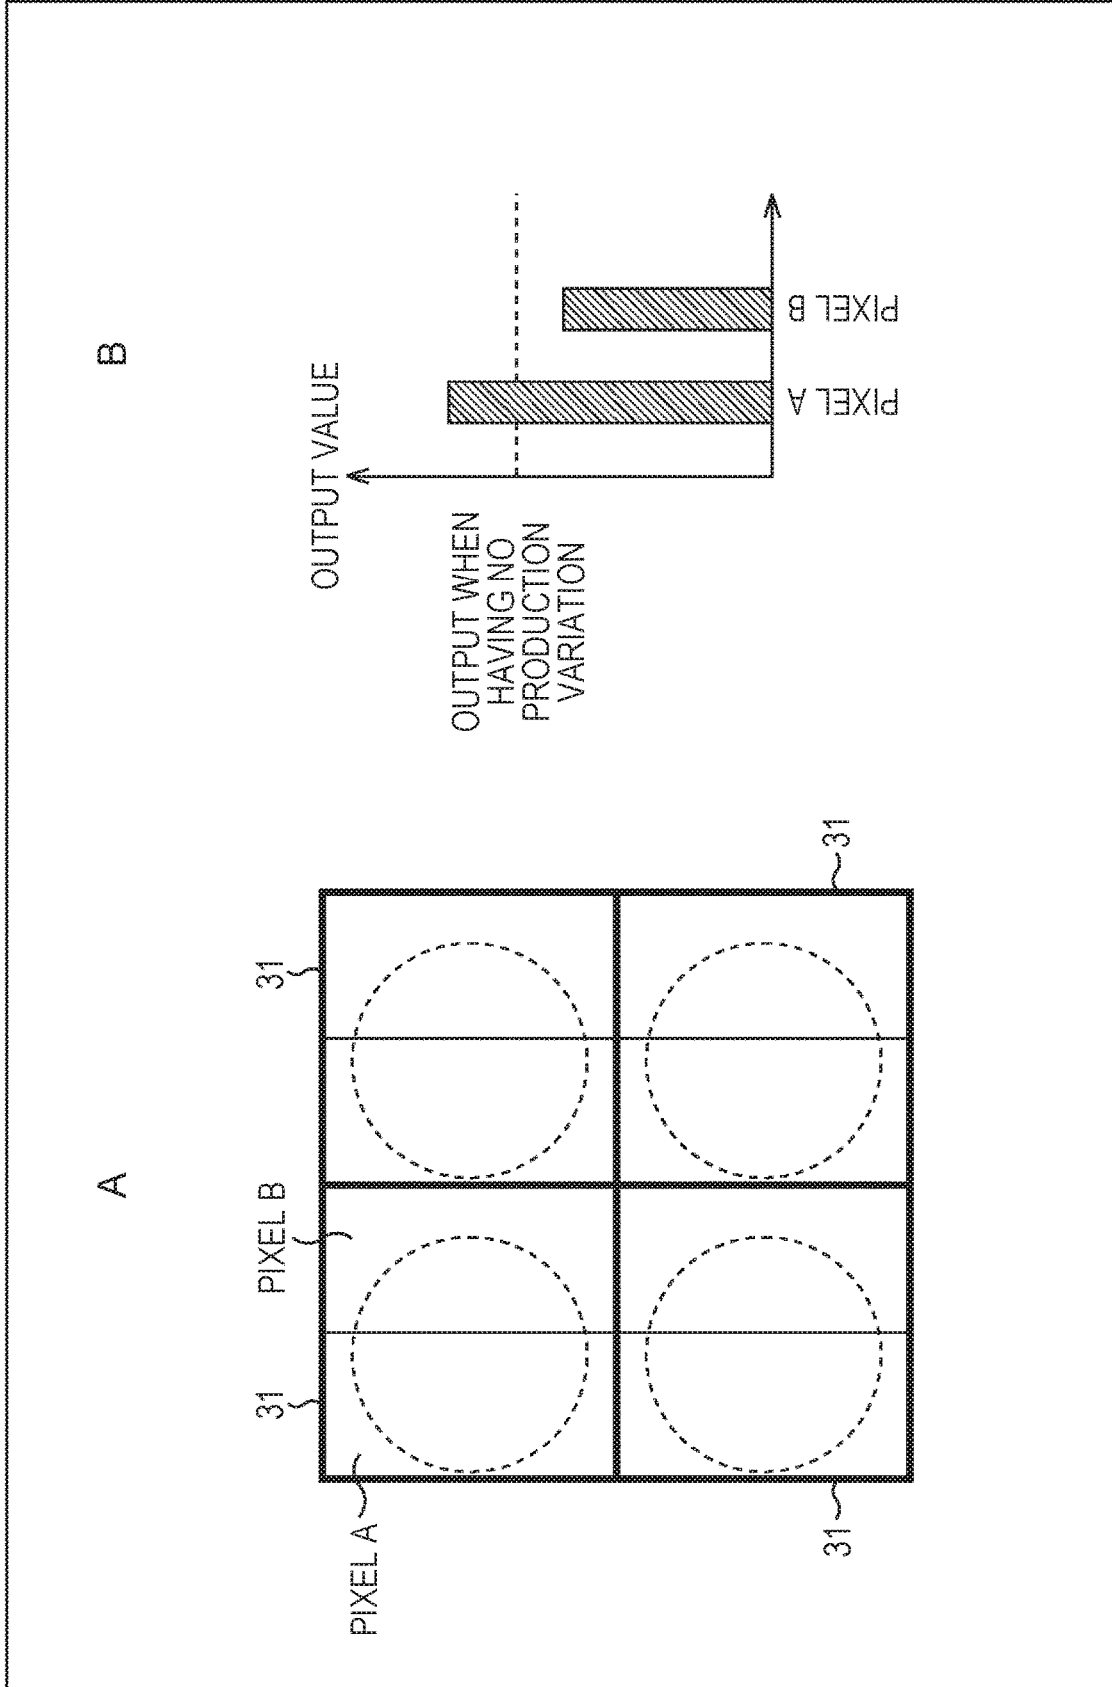 A
PIXEL A
31
PIXEL B
31
31
31
B
OUTPUT VALUE
OUTPUT WHEN
HAVING NO
PRODUCTION
VARIATION
PIXEL A
PIXEL B